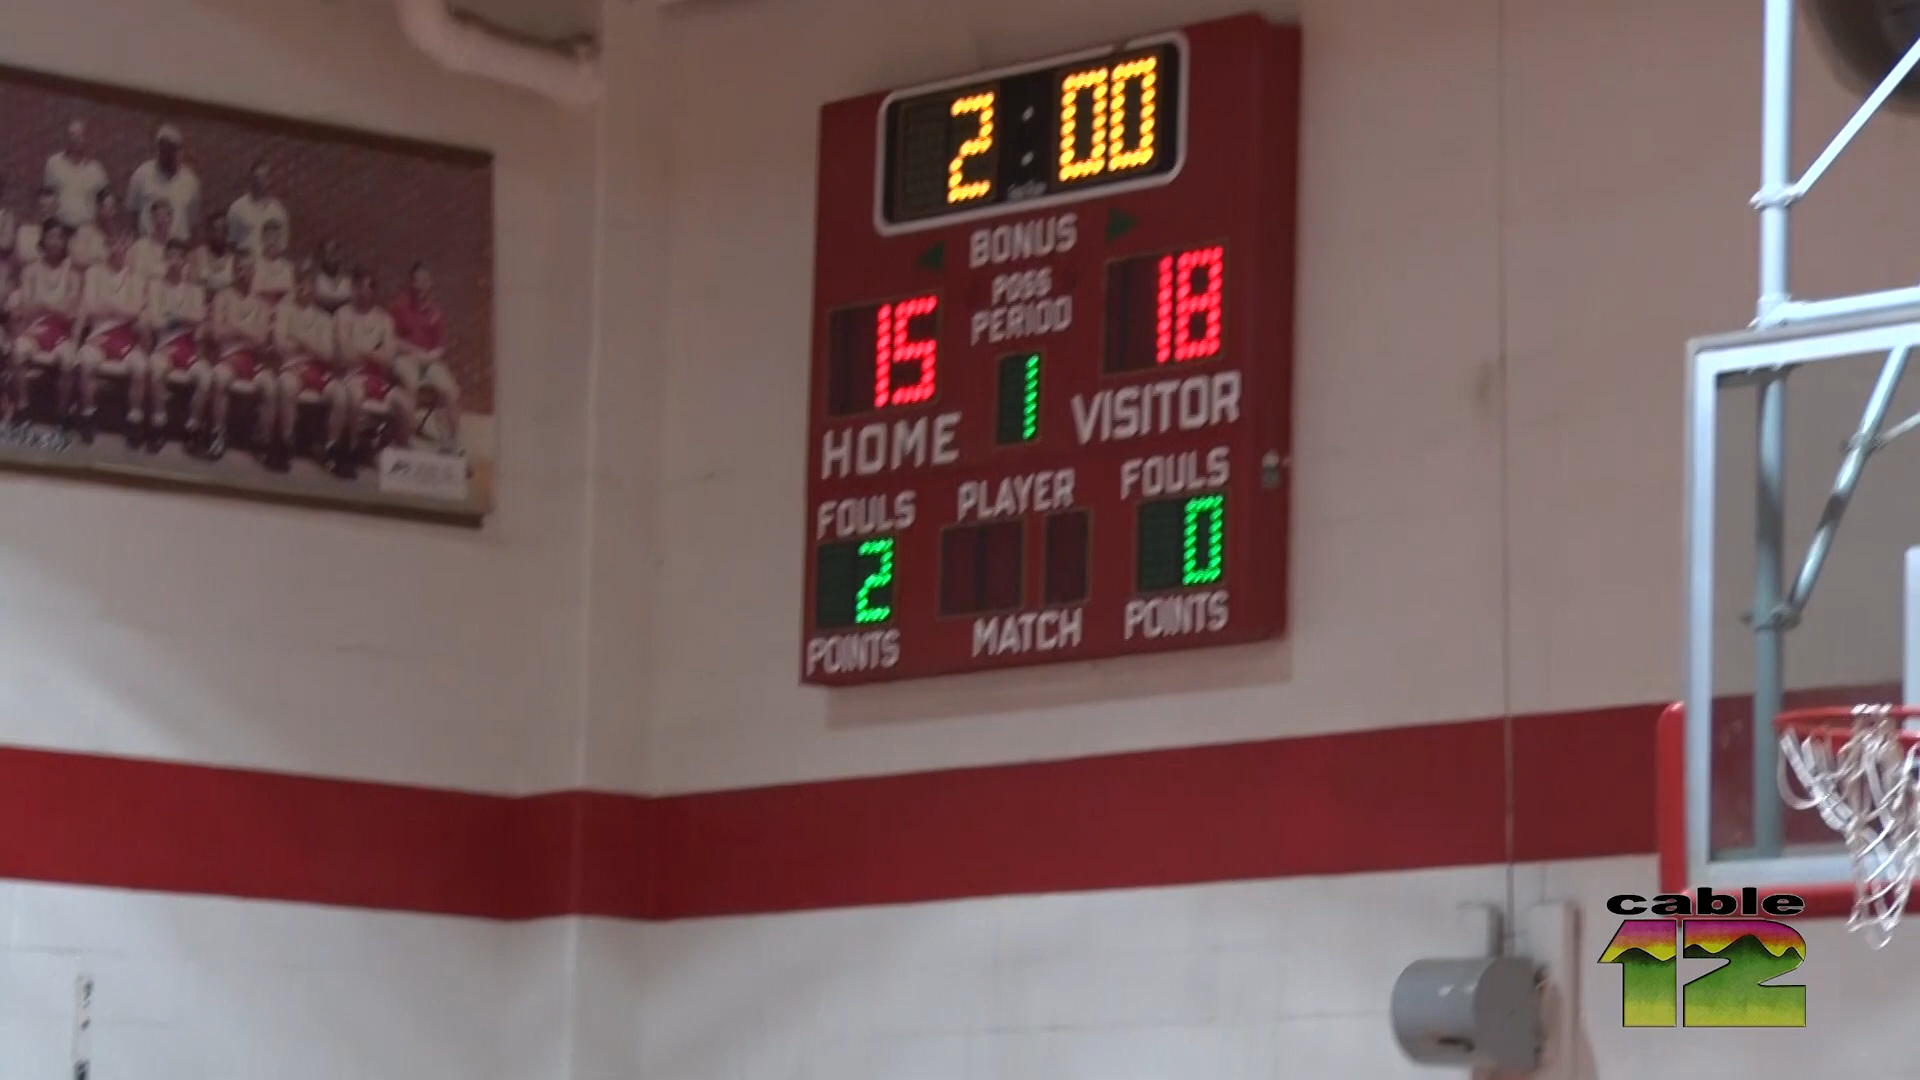 2:00
BONUS
POSS
PERIOD
15 1 18
HOME VISITOR
FOULS PLAYER FOULS
2 0
POINTS MATCH POINTS
cable
12